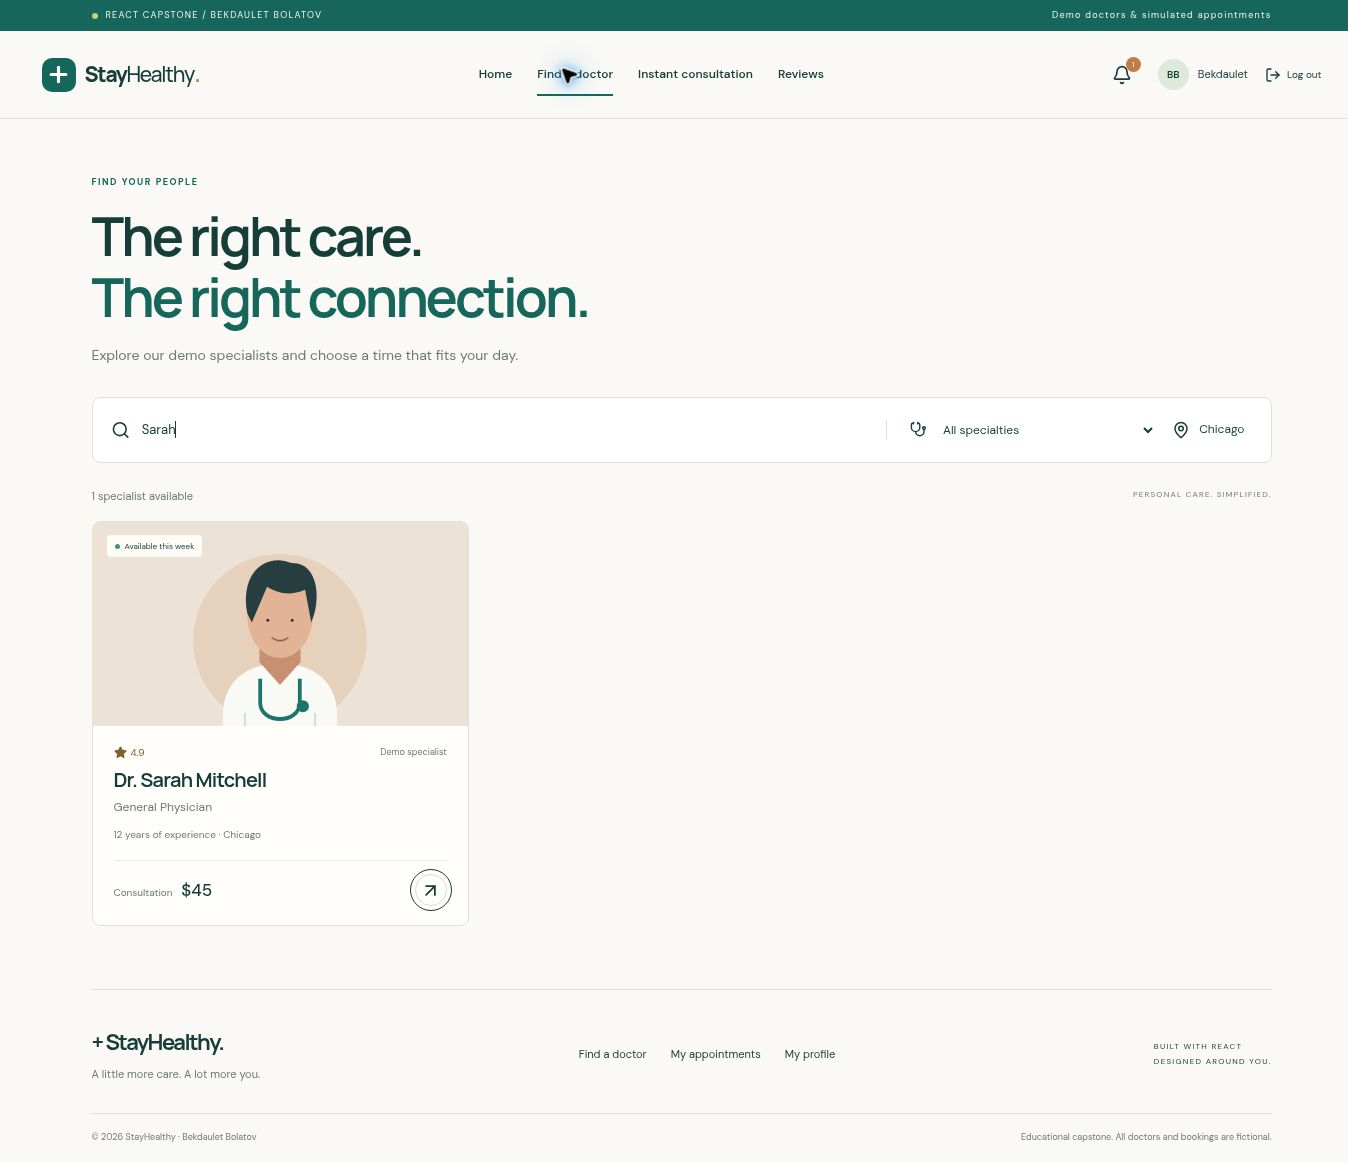 REACT CAPSTONE / BEKDAULET BOLATOV
Demo doctors & simulated appointments
StayHealthy.
Home
Find doctor
Instant consultation
Reviews
1
BB
Bekdaulet
Log out
FIND YOUR PEOPLE
The right care.
The right connection.
Explore our demo specialists and choose a time that fits your day.
Sarah
All specialties
Chicago
1 specialist available
PERSONAL CARE. SIMPLIFIED.
Available this week
4.9
Demo specialist
Dr. Sarah Mitchell
General Physician
12 years of experience · Chicago
Consultation $45
+ StayHealthy.
A little more care. A lot more you.
Find a doctor
My appointments
My profile
BUILT WITH REACT
DESIGNED AROUND YOU.
© 2026 StayHealthy · Bekdaulet Bolatov
Educational capstone. All doctors and bookings are fictional.